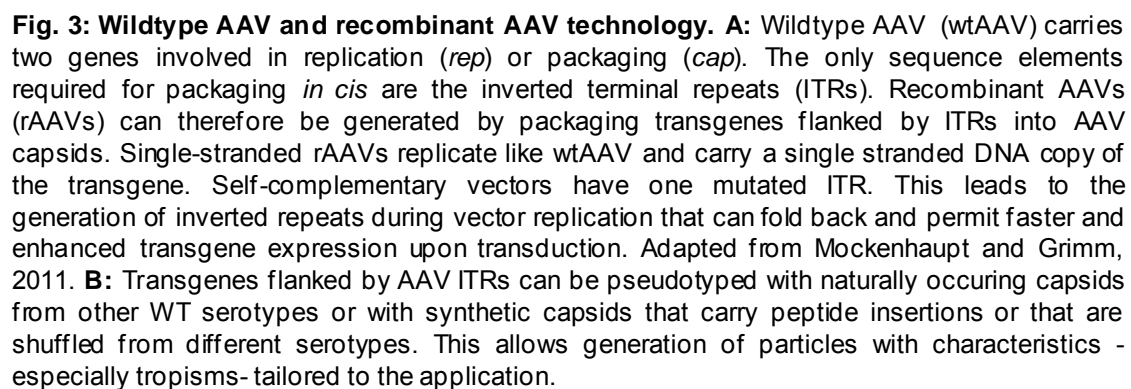 Fig. 3: Wildtype AAV and recombinant AAV technology. A: Wildtype AAV (wtAAV) carries
two genes involved in replication (rep) or packaging (cap). The only sequence elements
required for packaging in cis are the inverted terminal repeats (ITRs). Recombinant AAVs
(rAAVs) can therefore be generated by packaging transgenes flanked by ITRs into AAV
capsids. Single-stranded rAAVs replicate like wtAAV and carry a single stranded DNA copy of
the transgene. Self-complementary vectors have one mutated ITR. This leads to the
generation of inverted repeats during vector replication that can fold back and permit faster and
enhanced transgene expression upon transduction. Adapted from Mockenhaupt and Grimm,
2011. B: Transgenes flanked by AAV ITRs can be pseudotyped with naturally occuring capsids
from other WT serotypes or with synthetic capsids that carry peptide insertions or that are
shuffled from different serotypes. This allows generation of particles with characteristics -
especially tropisms- tailored to the application.